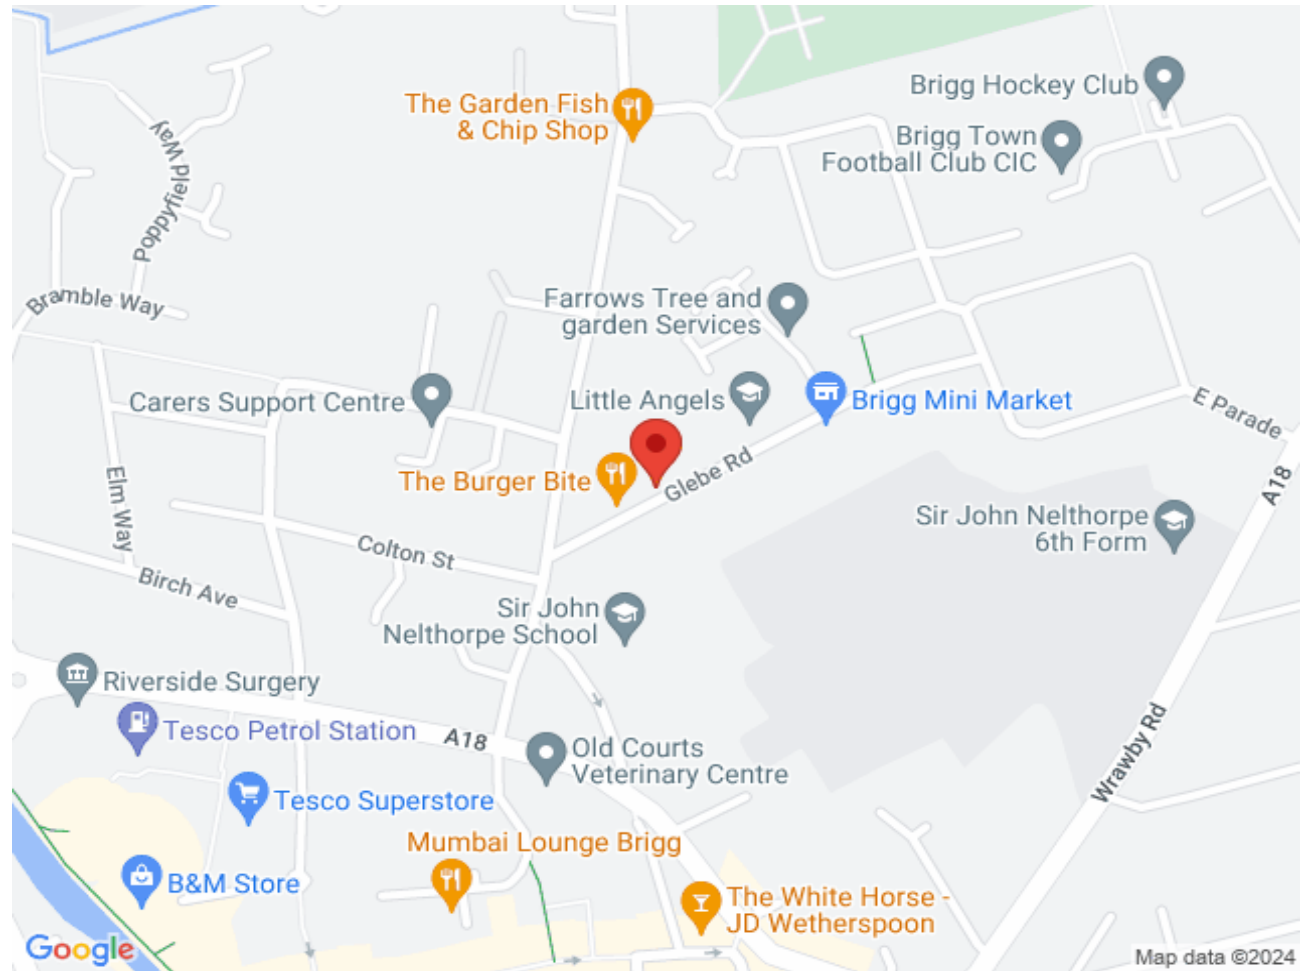 The Garden Fish
& Chip Shop
Brigg Hockey Club
Brigg Town
Football Club CIC
Poppyfield Way
Bramble Way
Farrows Tree and
garden Services
Carers Support Centre
Little Angels
Brigg Mini Market
E Parade
The Burger Bite
Glebe Rd
A18
Elm Way
Sir John Nelthorpe
6th Form
Colton St
Birch Ave
Sir John
Nelthorpe School
Riverside Surgery
Tesco Petrol Station
A18
Old Courts
Veterinary Centre
Wrawby Rd
Tesco Superstore
Mumbai Lounge Brigg
B&M Store
The White Horse -
JD Wetherspoon
Google
Map data ©2024